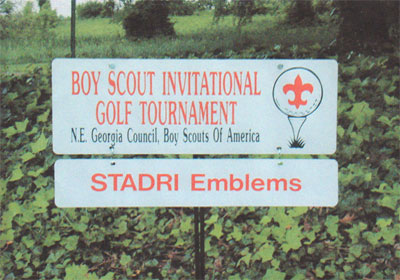 BOY SCOUT INVITATIONAL
GOLF TOURNAMENT
N.E. Georgia Council, Boy Scouts Of America
STADRI Emblems